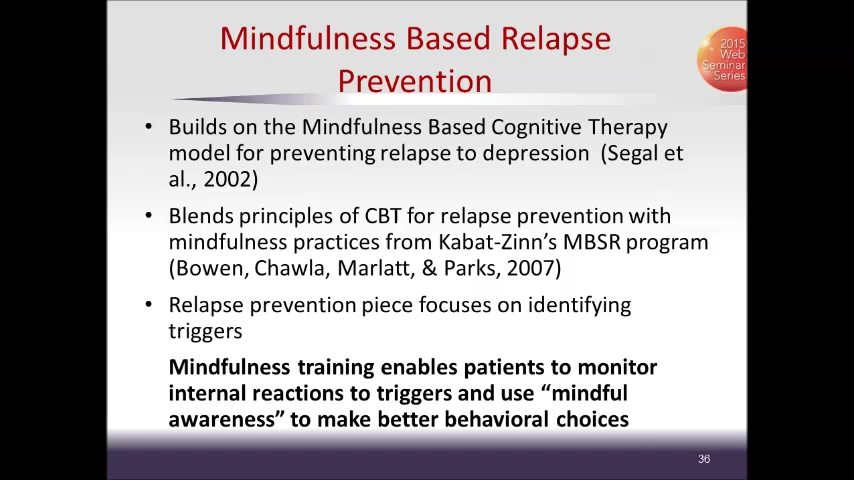 Mindfulness Based Relapse
Prevention
2015
Web
Seminar
Series
• Builds on the Mindfulness Based Cognitive Therapy
model for preventing relapse to depression (Segal et
al., 2002)
• Blends principles of CBT for relapse prevention with
mindfulness practices from Kabat-Zinn’s MBSR program
(Bowen, Chawla, Marlatt, & Parks, 2007)
• Relapse prevention piece focuses on identifying
triggers
Mindfulness training enables patients to monitor
internal reactions to triggers and use “mindful
awareness” to make better behavioral choices
36